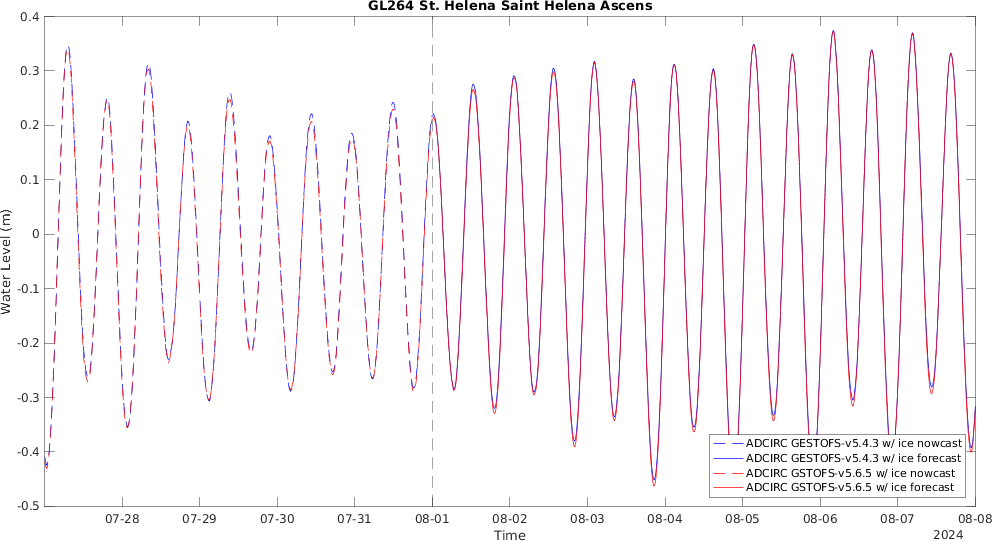 GL264 St. Helena Saint Helena Ascens
0.4
0.3
0.2
0.1
0
-0.1
-0.2
-0.3
-0.4
-0.5
Water Level (m)
ADCIRC GESTOFS-v5.4.3 w/ ice nowcast
ADCIRC GESTOFS-v5.4.3 w/ ice forecast
ADCIRC GSTOFS-v5.6.5 w/ ice nowcast
ADCIRC GSTOFS-v5.6.5 w/ ice forecast
07-28 07-29 07-30 07-31 08-01 08-02 08-03 08-04 08-05 08-06 08-07 08-08
Time
2024